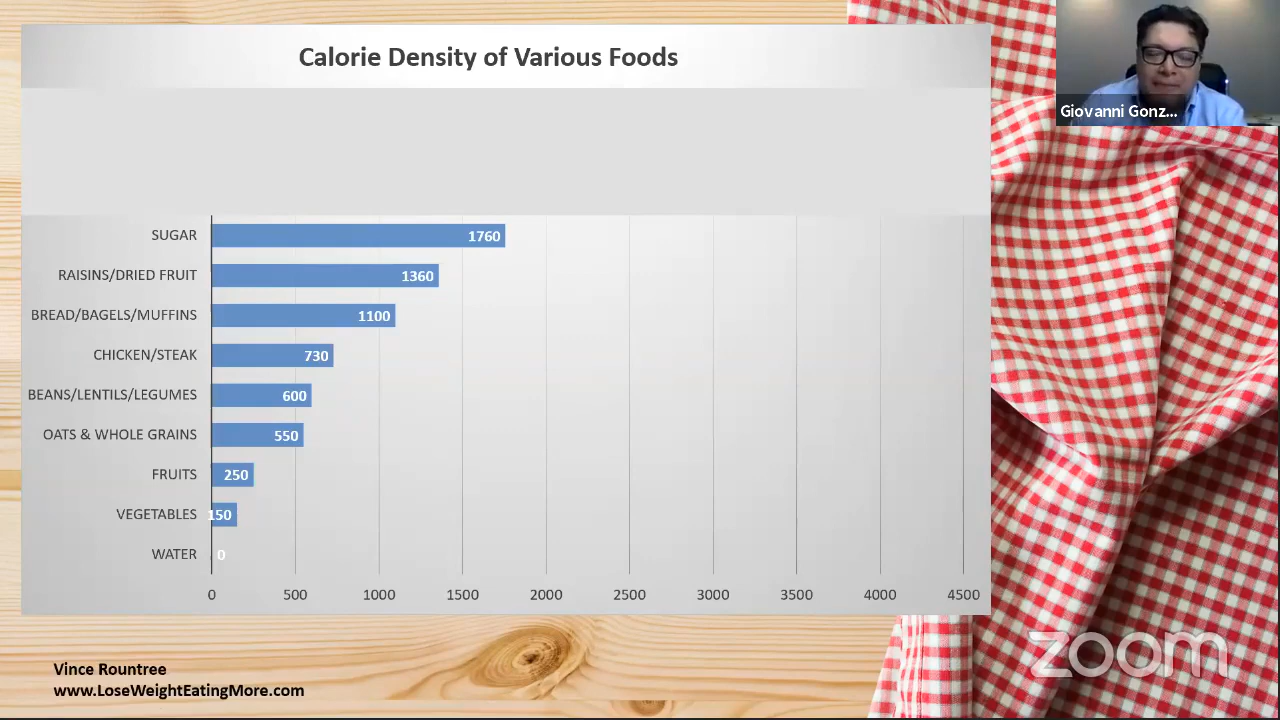 Calorie Density of Various Foods
Giovanni Gonz...
SUGAR 1760
RAISINS/DRIED FRUIT 1360
BREAD/BAGELS/MUFFINS 1100
CHICKEN/STEAK 730
BEANS/LENTILS/LEGUMES 600
OATS & WHOLE GRAINS 550
FRUITS 250
VEGETABLES 150
WATER 0
0 500 1000 1500 2000 2500 3000 3500 4000 4500
zoom
Vince Rountree
www.LoseWeightEatingMore.com